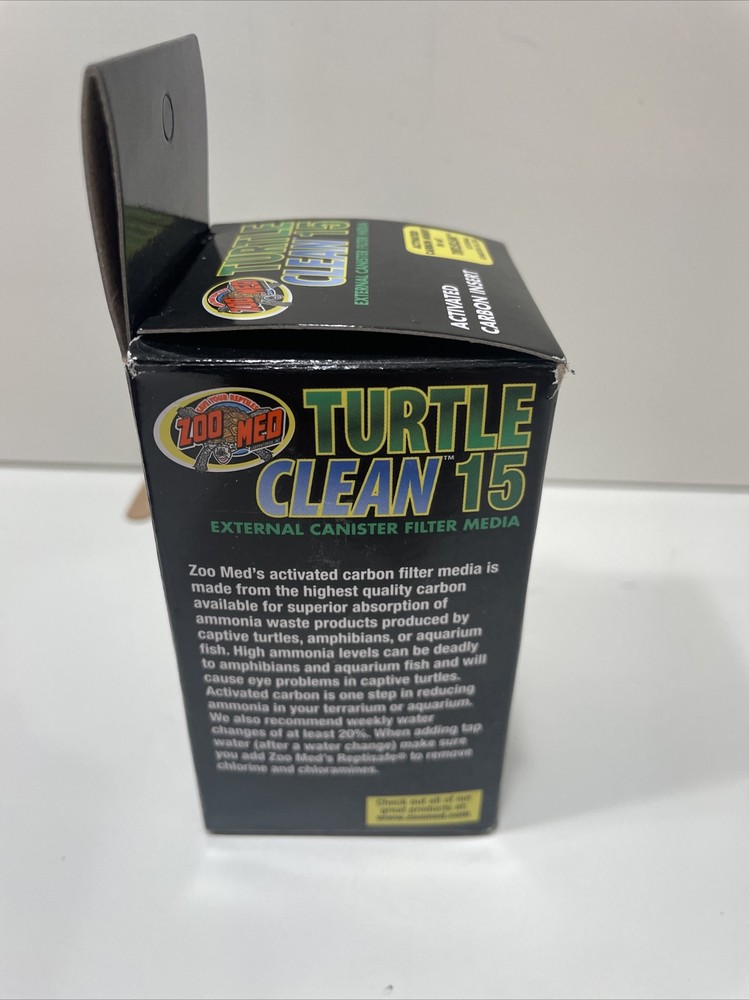 TURTLE
CLEAN 15
EXTERNAL CANISTER FILTER MEDIA
ZOO MED
ACTIVATED
CARBON INSERT
ZOO MED
TURTLE
CLEAN™ 15
EXTERNAL CANISTER FILTER MEDIA
Zoo Med's activated carbon filter media is
made from the highest quality carbon
available for superior absorption of
ammonia waste products produced by
captive turtles, amphibians, or aquarium
fish. High ammonia levels can be deadly
to amphibians and aquarium fish and will
cause eye problems in captive turtles.
Activated carbon is one step in reducing
ammonia in your terrarium or aquarium.
We also recommend weekly water
changes of at least 20%. When adding tap
water (after a water change) make sure
you add Zoo Med's Reptisafe® to remove
chlorine and chloramines.
Check out all of our
great products at:
www.zoomed.com